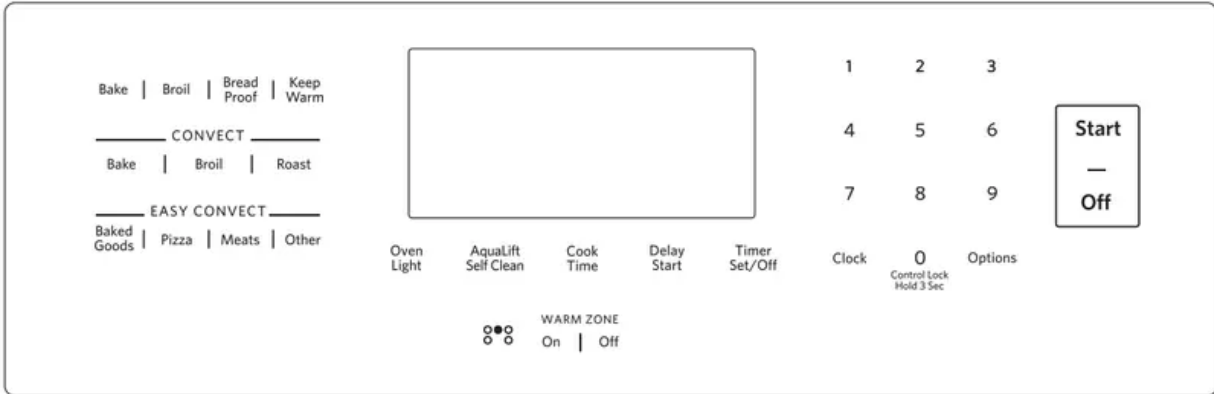 Bake | Broil | Bread Proof | Keep Warm
CONVECT
Bake | Broil | Roast
EASY CONVECT
Baked Goods | Pizza | Meats | Other
Oven Light
AquaLift Self Clean
Cook Time
Delay Start
Timer Set/Off
WARM ZONE
On | Off
1 2 3
4 5 6
7 8 9
Clock 0 Options
Control Lock
Hold 3 Sec
Start
—
Off